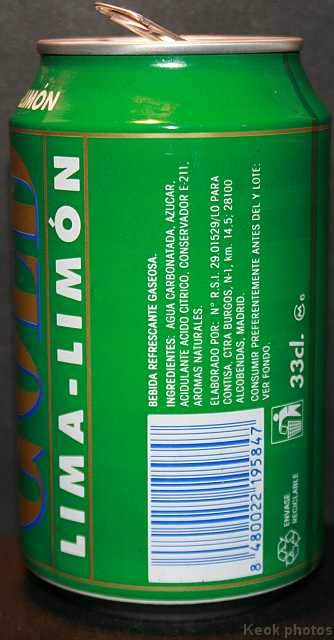 LIMÓN
GOLD
LIMA-LIMÓN
BEBIDA REFRESCANTE GASEOSA.
INGREDIENTES: AGUA CARBONATADA, AZUCAR,
ACIDULANTE ACIDO CITRICO, CONSERVADOR E-211,
AROMAS NATURALES.
ELABORADO POR: N° R.S.I. 29.01529/LO PARA
CONTISA, CTRA BURGOS, N-1, km. 14,5; 28100
ALCOBENDAS, MADRID.
CONSUMIR PREFERENTEMENTE ANTES DEL Y LOTE:
VER FONDO.
33cl.
8 480022 195847
ENVASE
RECICLABLE
Keok photos